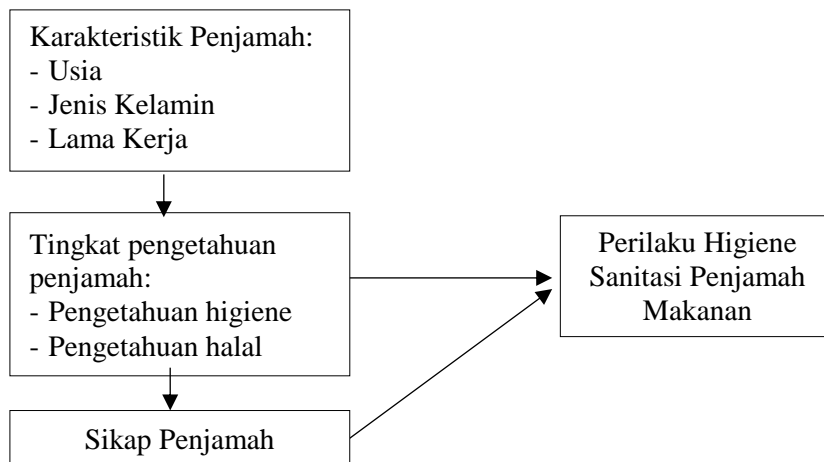 Karakteristik Penjamah:
- Usia
- Jenis Kelamin
- Lama Kerja
Tingkat pengetahuan
penjamah:
- Pengetahuan higiene
- Pengetahuan halal
Sikap Penjamah
Perilaku Higiene
Sanitasi Penjamah
Makanan